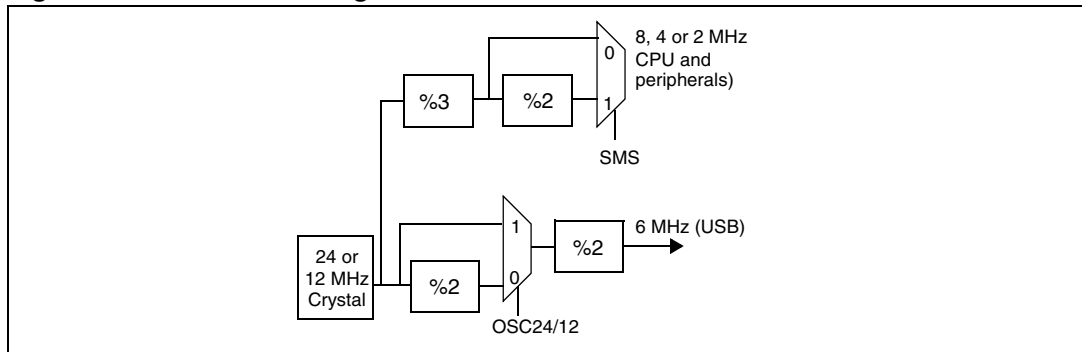 8, 4 or 2 MHz
CPU and
peripherals)
0
%3
%2
1
SMS
1
6 MHz (USB)
%2
24 or
12 MHz
Crystal
%2
0
OSC24/12